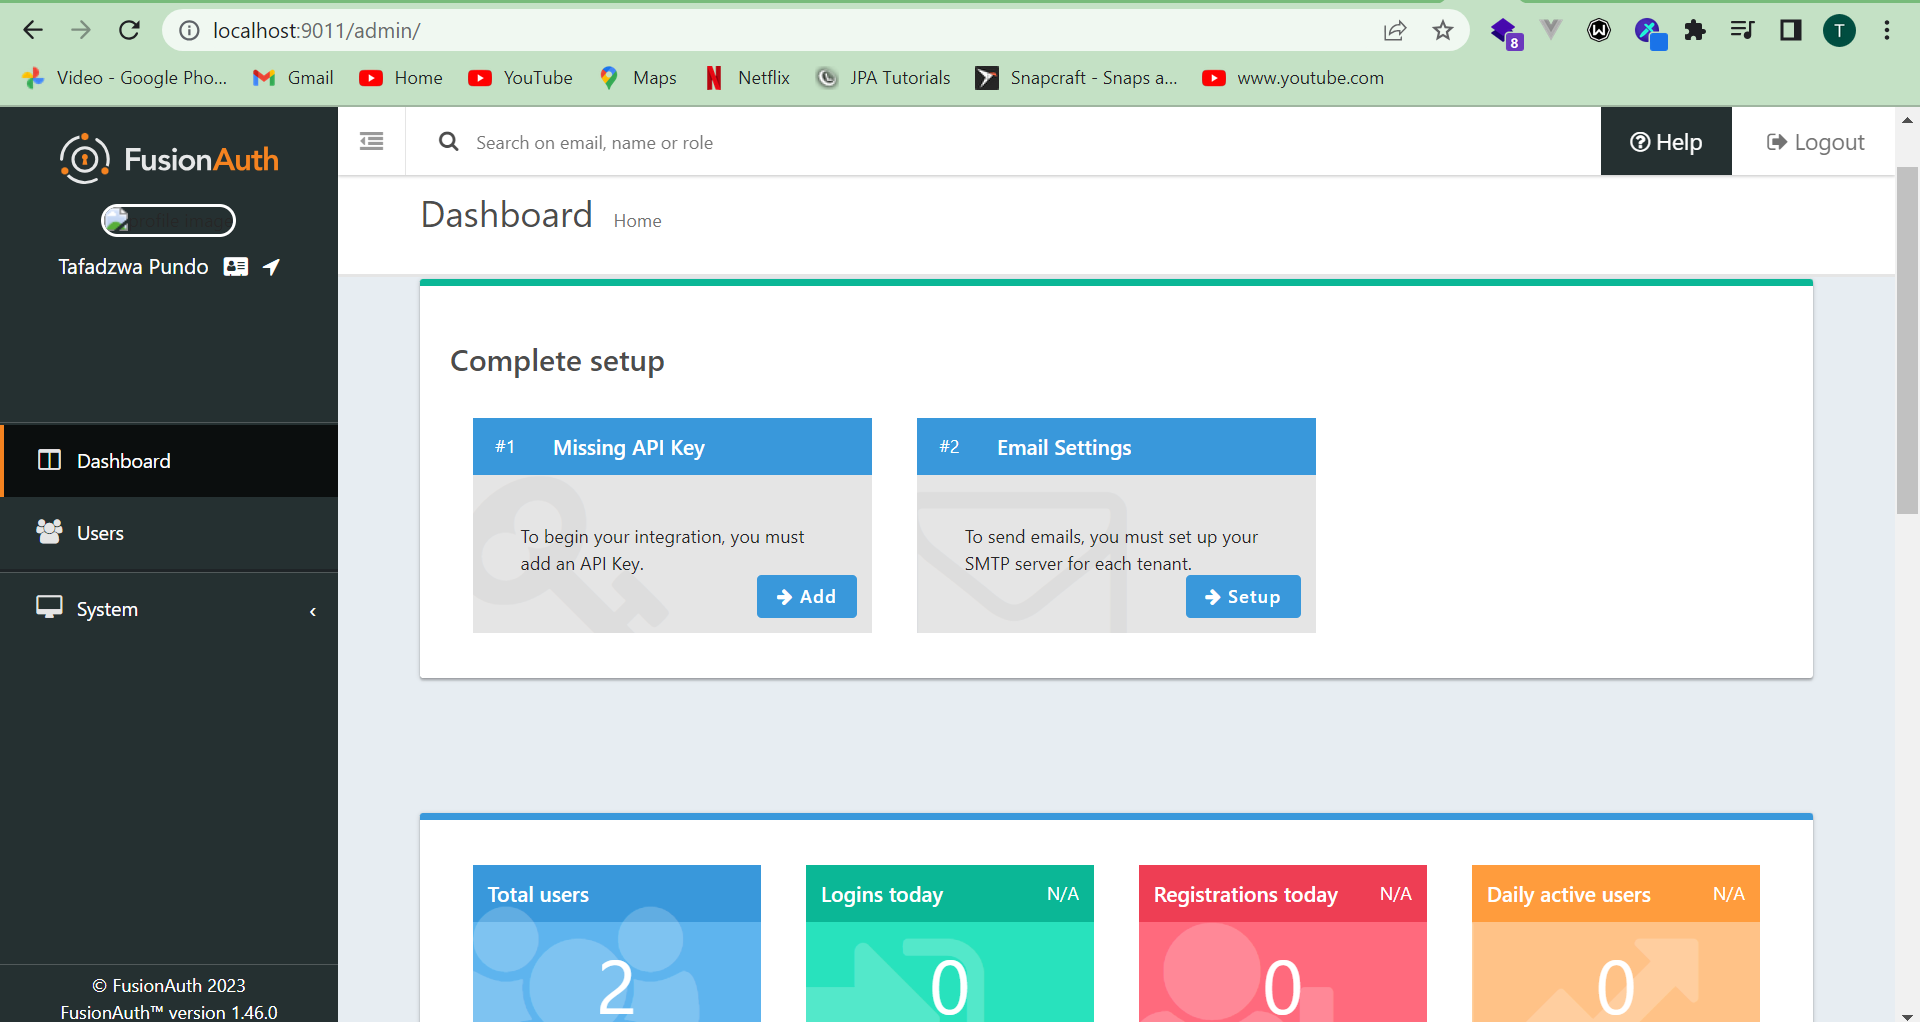 localhost:9011/admin/
8
T
Video - Google Pho...
Gmail
Home
YouTube
Maps
Netflix
JPA Tutorials
Snapcraft - Snaps a...
www.youtube.com
FusionAuth
Search on email, name or role
Help
Logout
profile image
Tafadzwa Pundo
Dashboard Home
Complete setup
#1 Missing API Key
To begin your integration, you must
add an API Key.
Add
#2 Email Settings
To send emails, you must set up your
SMTP server for each tenant.
Setup
Dashboard
Users
System
Total users
2
Logins today N/A
0
Registrations today N/A
0
Daily active users N/A
0
© FusionAuth 2023
FusionAuth™ version 1.46.0